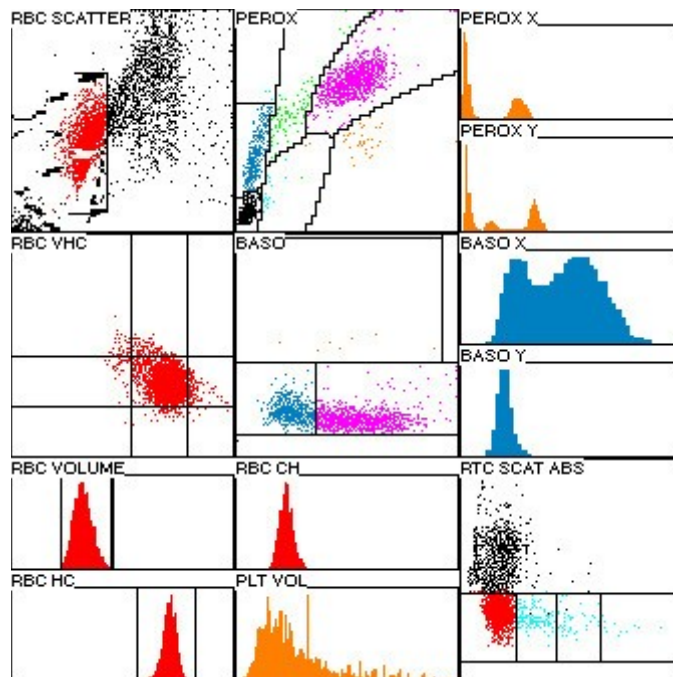 RBC SCATTER
PEROX
PEROX X
PEROX Y
RBC VHC
BASO
BASO X
BASO Y
RBC VOLUME
RBC CH
RTC SCAT ABS
RBC HC
PLT VOL